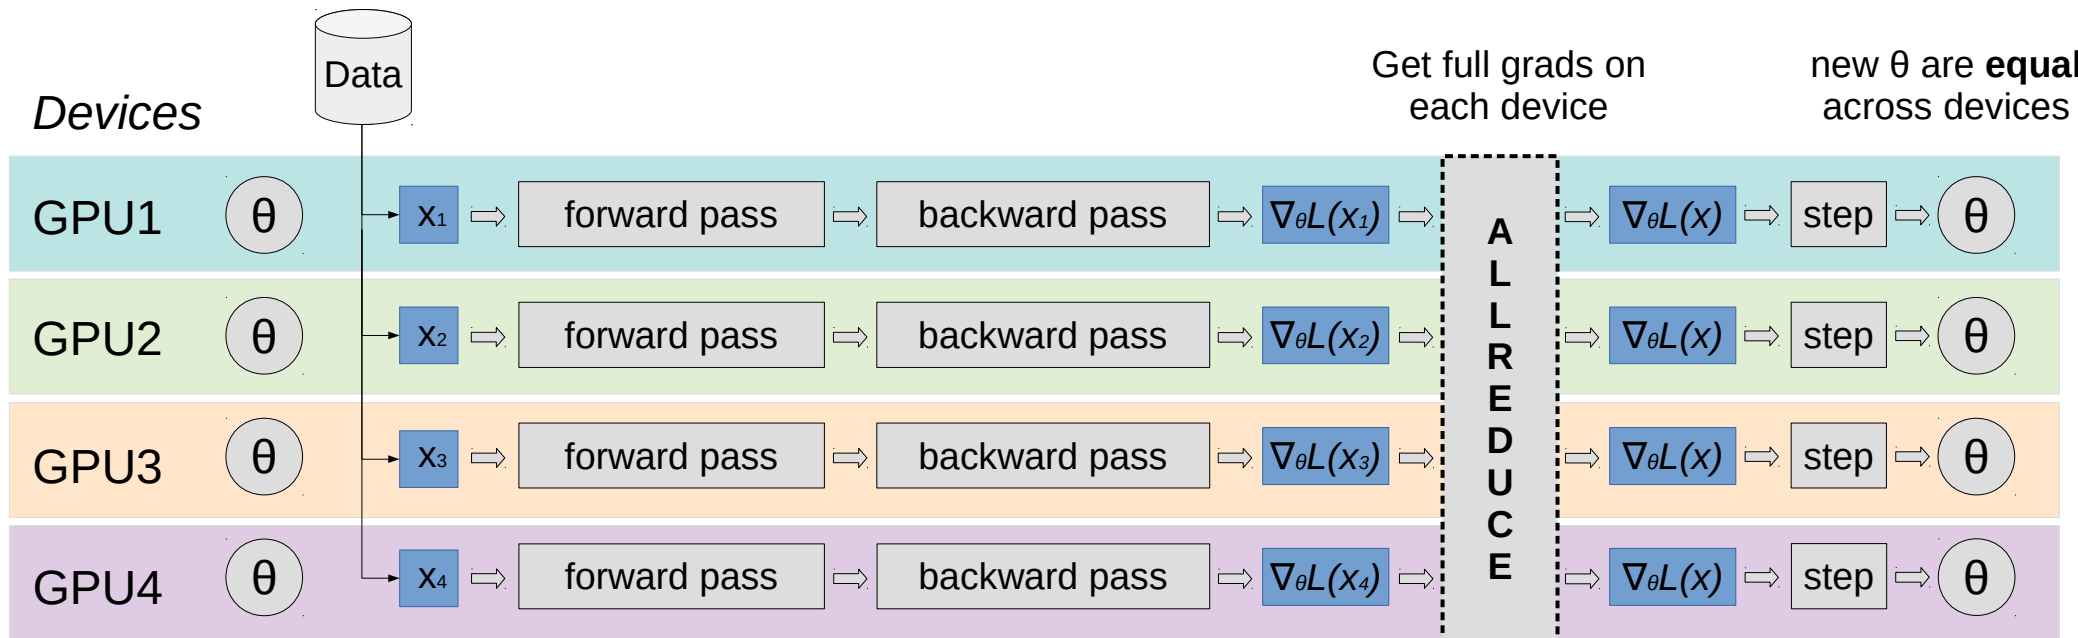 Data
Get full grads on
each device
new θ are equal
across devices
Devices
GPU1 θ x₁ forward pass backward pass ∇θL(x₁) ∇θL(x) step θ
GPU2 θ x₂ forward pass backward pass ∇θL(x₂) ∇θL(x) step θ
GPU3 θ x₃ forward pass backward pass ∇θL(x₃) ∇θL(x) step θ
GPU4 θ x₄ forward pass backward pass ∇θL(x₄) ∇θL(x) step θ
ALLREDUCE